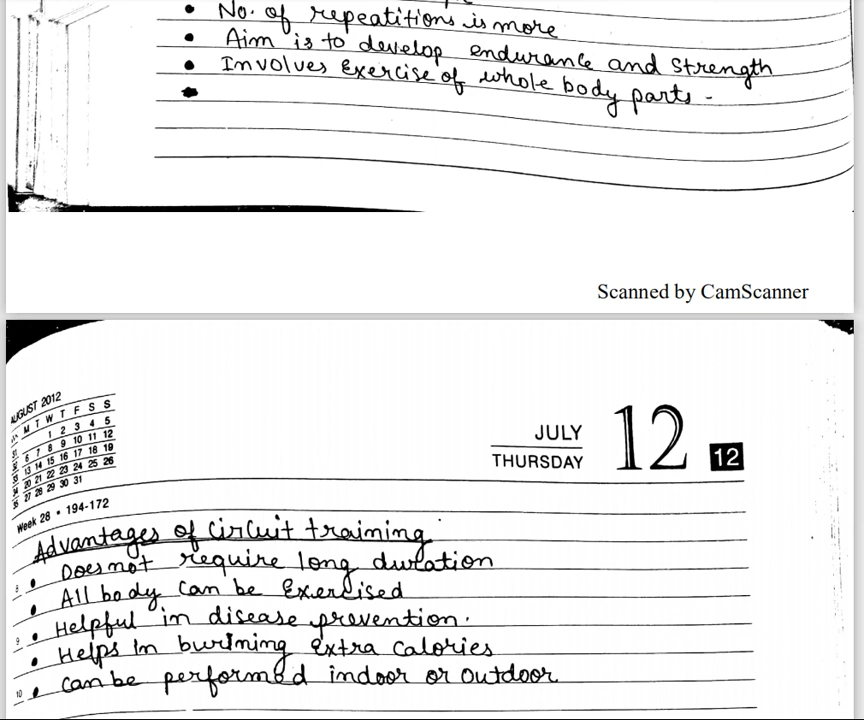 • No. of repeatitions is more
• Aim is to develop endurance and strength
• Involves Exercise of whole body parts -
Scanned by CamScanner
AUGUST 2012
M T W T F S S
1 2 3 4 5
6 7 8 9 10 11 12
13 14 15 16 17 18 19
20 21 22 23 24 25 26
27 28 29 30 31
JULY
THURSDAY
12
12
Week 28 • 194-172
Advantages of circuit training
• Does not require long duration
• All body can be Exercised
• Helpful in disease prevention.
• Helps In burning Extra calories
• can be performed indoor or outdoor
8
9
10